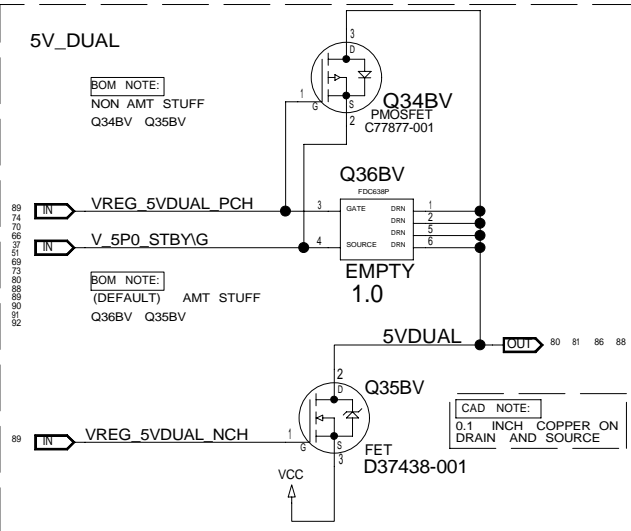 5V_DUAL
BOM NOTE:
NON AMT STUFF
Q34BV Q35BV
3
D
1
G
S
2
Q34BV
PMOSFET
C77877-001
Q36BV
FDC638P
89
74
70
66
37
51
69
73
80
88
89
90
91
92
IN VREG_5VDUAL_PCH
3 GATE DRN 1
DRN 2
DRN 5
IN V_5P0_STBY\G
4 SOURCE DRN 6
EMPTY
1.0
BOM NOTE:
(DEFAULT) AMT STUFF
Q36BV Q35BV
5VDUAL
OUT 80 81 86 88
2
D
Q35BV
89 IN VREG_5VDUAL_NCH
1
G
S
3
FET
D37438-001
VCC
CAD NOTE:
0.1 INCH COPPER ON
DRAIN AND SOURCE